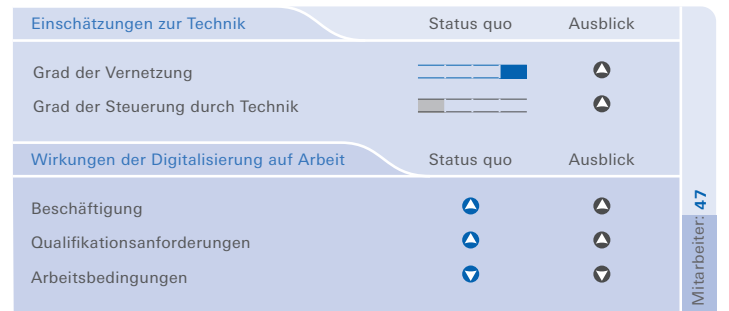 Einschätzungen zur Technik Status quo Ausblick
Grad der Vernetzung
Grad der Steuerung durch Technik
Wirkungen der Digitalisierung auf Arbeit Status quo Ausblick
Beschäftigung
Qualifikationsanforderungen
Arbeitsbedingungen
Mitarbeiter: 47